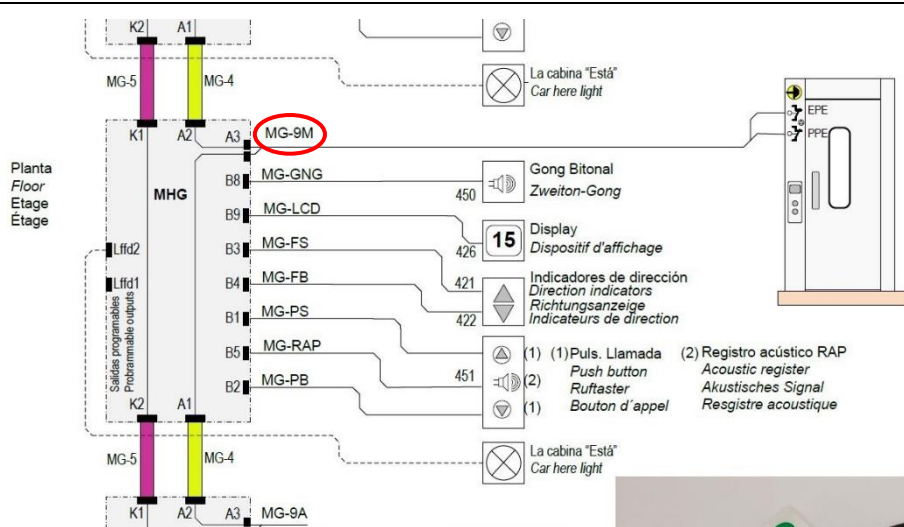 K2 A1
MG-5 MG-4
La cabina "Está"
Car here light
K1 A2 A3 MG-9M
EPE
PPE
Planta
Floor
Etage
Étage
MHG
B8 MG-GNG
450
Gong Bitonal
Zweiton-Gong
B9 MG-LCD
426
15
Display
Dispositif d'affichage
Lffd2
B3 MG-FS
421
Indicadores de dirección
Direction indicators
Richtungsanzeige
Indicateurs de direction
Lffd1
B4 MG-FB
422
Salidas programables
Probrammable outputs
B1 MG-PS
B5 MG-RAP
451
B2 MG-PB
(1) (1)Puls. Llamada (2) Registro acústico RAP
Push button Acoustic register
(2) Ruftaster Akustisches Signal
(1) Bouton d´appel Resgistre acoustique
K2 A1
MG-5 MG-4
La cabina "Está"
Car here light
K1 A2 A3 MG-9A